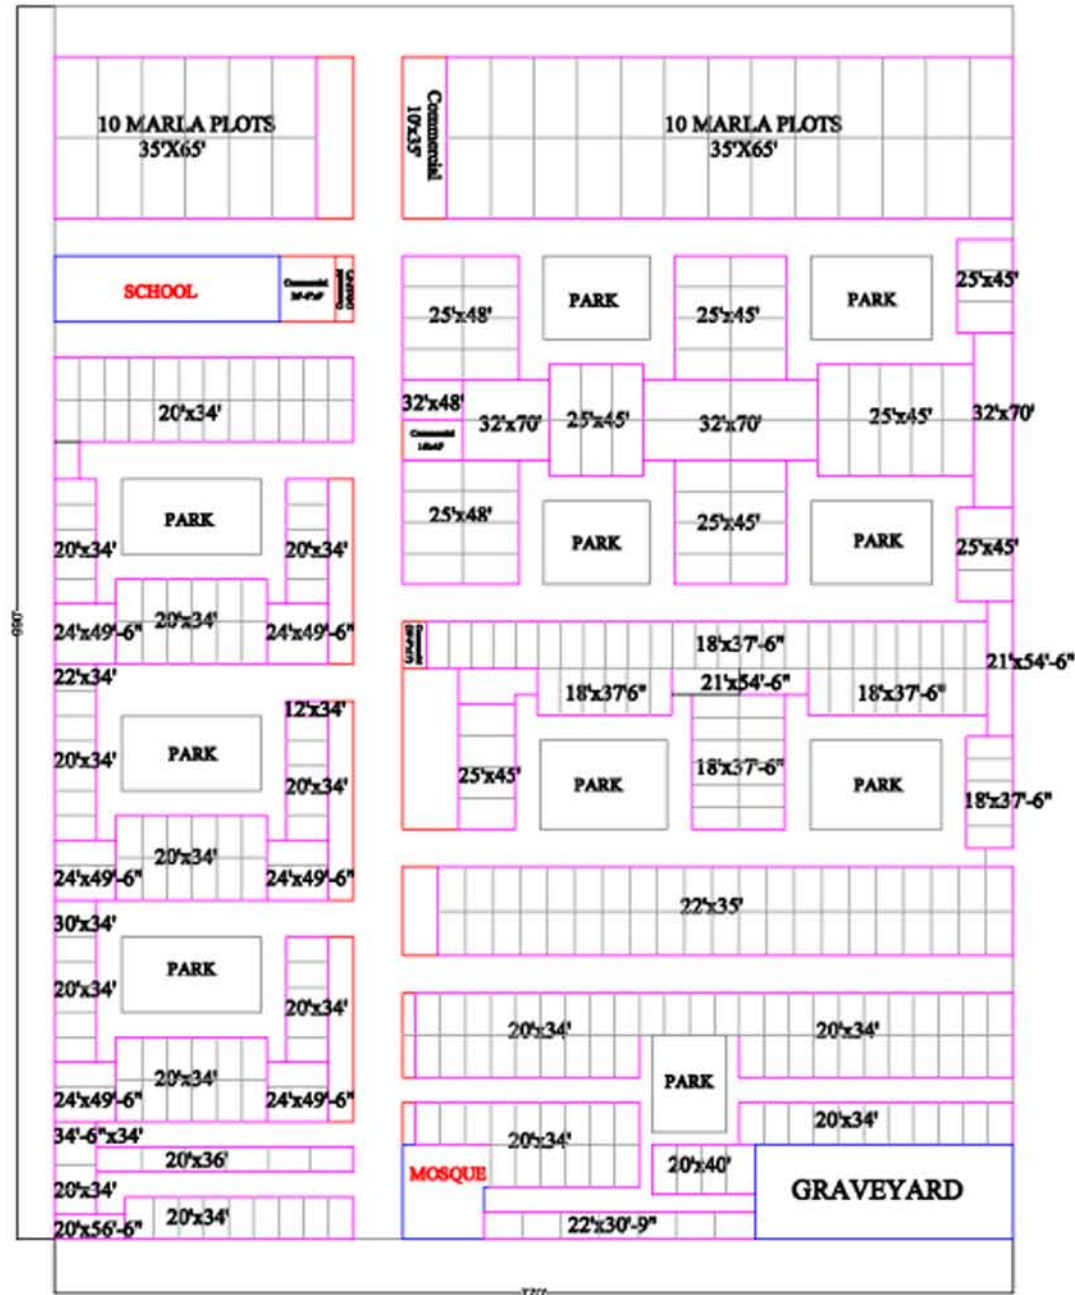 10 MARLA PLOTS
35'X65'
Commercial
10'x35'
10 MARLA PLOTS
35'X65'
SCHOOL
Commercial
25'x48'
PARK
25'x45'
PARK
25'x45'
20'x34'
32'x48'
32'x70'
25'x45'
32'x70'
25'x45'
32'x70'
Commercial
25'x48'
PARK
25'x45'
PARK
25'x45'
PARK
20'x34'
20'x34'
20'x34'
24'x49'-6"
24'x49'-6"
990'
18'x37'-6"
21'x54'-6"
21'x54'-6"
18'x37'6"
18'x37'-6"
22'x34'
12'x34'
PARK
20'x34'
20'x34'
25'x45'
PARK
18'x37'-6"
PARK
18'x37'-6"
20'x34'
24'x49'-6"
24'x49'-6"
22'x35'
30'x34'
PARK
20'x34'
20'x34'
20'x34'
20'x34'
PARK
20'x34'
24'x49'-6"
24'x49'-6"
34'-6"x34'
20'x36'
20'x34'
20'x34'
20'x56'-6"
20'x34'
20'x34'
MOSQUE
20'x40'
GRAVEYARD
22'x30'-9"